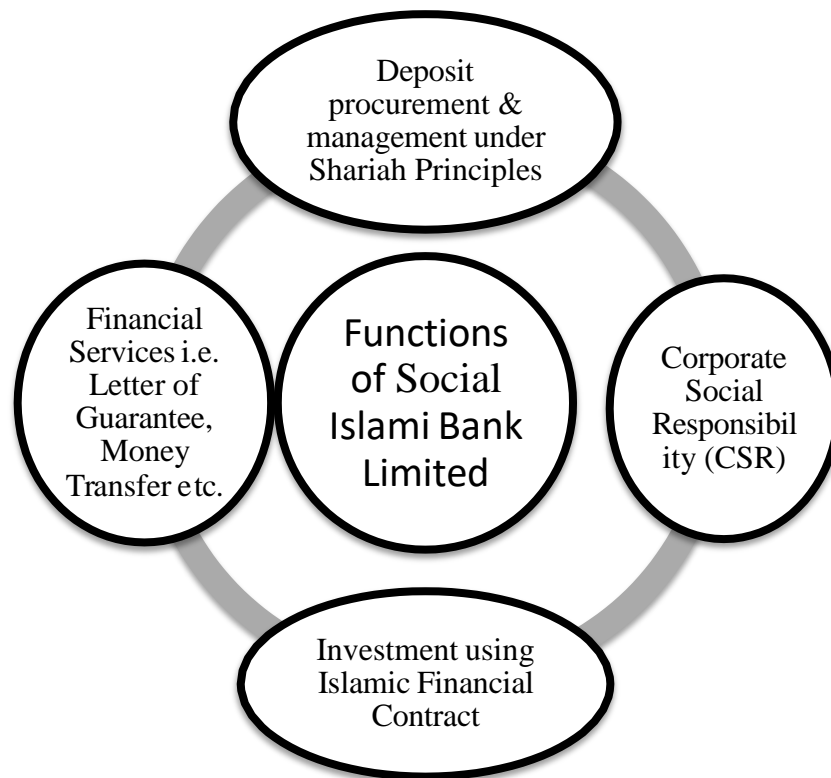 Deposit
procurement &
management under
Shariah Principles
Financial
Services i.e.
Letter of
Guarantee,
Money
Transfer etc.
Functions
of Social
Islami Bank
Limited
Corporate
Social
Responsibil
ity (CSR)
Investment using
Islamic Financial
Contract